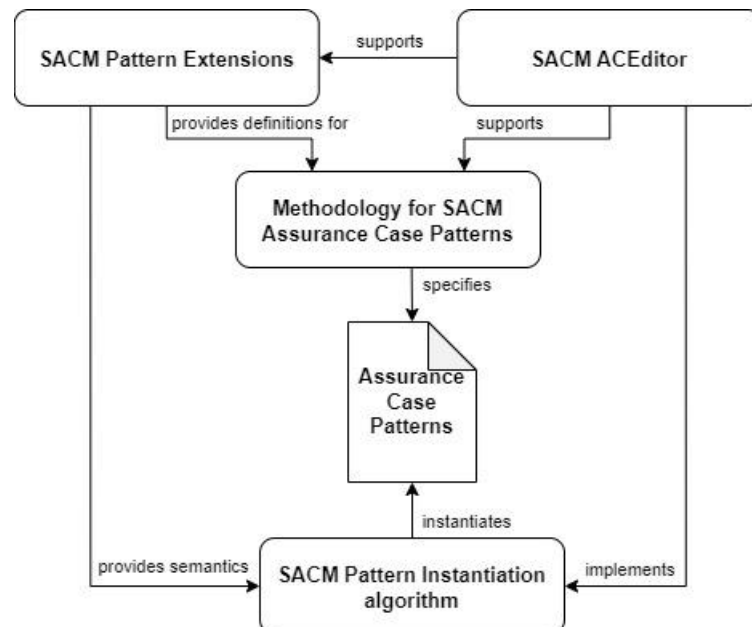 supports
SACM Pattern Extensions
SACM ACEditor
provides definitions for
supports
Methodology for SACM
Assurance Case Patterns
specifies
Assurance
Case
Patterns
instantiates
provides semantics
SACM Pattern Instantiation
algorithm
implements